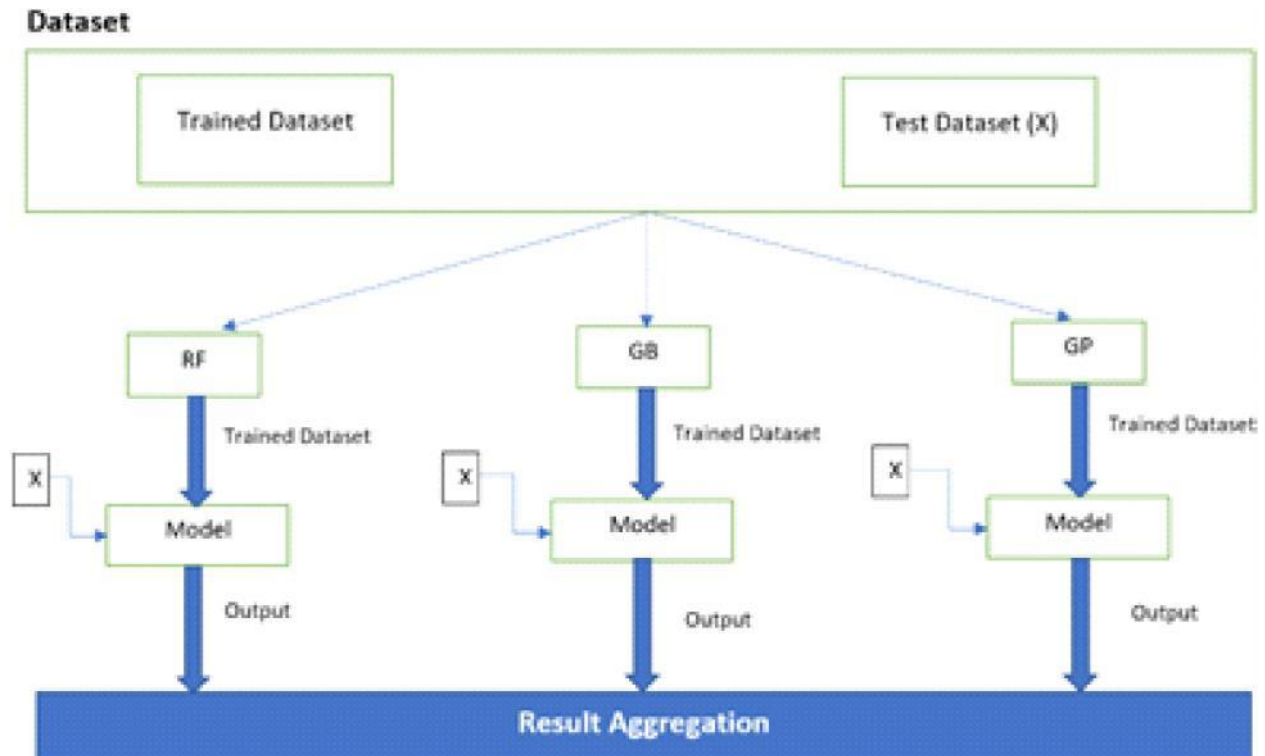 Dataset
Trained Dataset
Test Dataset (X)
RF
GB
GP
Trained Dataset
Trained Dataset
Trained Dataset
X
X
X
Model
Model
Model
Output
Output
Output
Result Aggregation